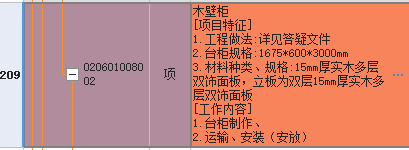 木壁柜
[项目特征]
1.工程做法:详见答疑文件
2.台柜规格:1675*600*3000mm
3.材料种类、规格:15mm厚实木多层
双饰面板，立板为双层15mm厚实木多
层双饰面板
[工作内容]
1.台柜制作、
2.运输、安装（安放）
209
0206010080
02
项
…